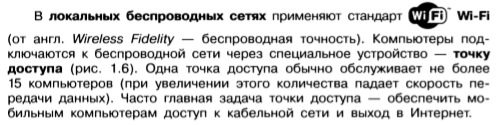 В локальных беспроводных сетях применяют стандарт Wi Fi Wi-Fi
(от англ. Wireless Fidelity — беспроводная точность). Компьютеры под-
ключаются к беспроводной сети через специальное устройство — точку
доступа (рис. 1.6). Одна точка доступа обычно обслуживает не более
15 компьютеров (при увеличении этого количества падает скорость пе-
редачи данных). Часто главная задача точки доступа — обеспечить мо-
бильным компьютерам доступ к кабельной сети и выход в Интернет.